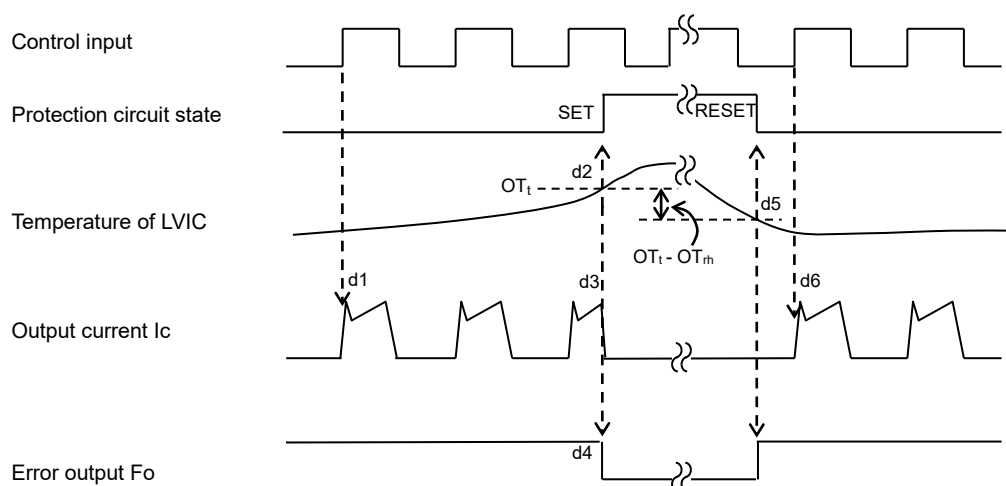 Control input
Protection circuit state
SET
RESET
d2
OTt
d5
Temperature of LVIC
OTt - OTrh
d1
d3
d6
Output current Ic
d4
Error output Fo